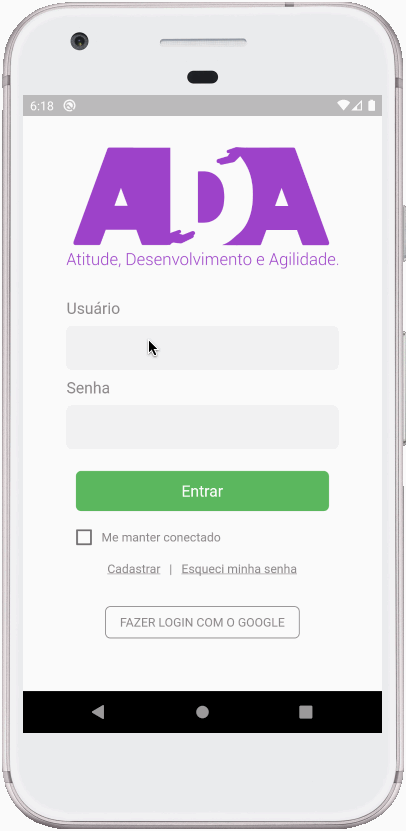 6:18
ADA
Atitude, Desenvolvimento e Agilidade.
Usuário
Senha
Entrar
Me manter conectado
Cadastrar | Esqueci minha senha
FAZER LOGIN COM O GOOGLE